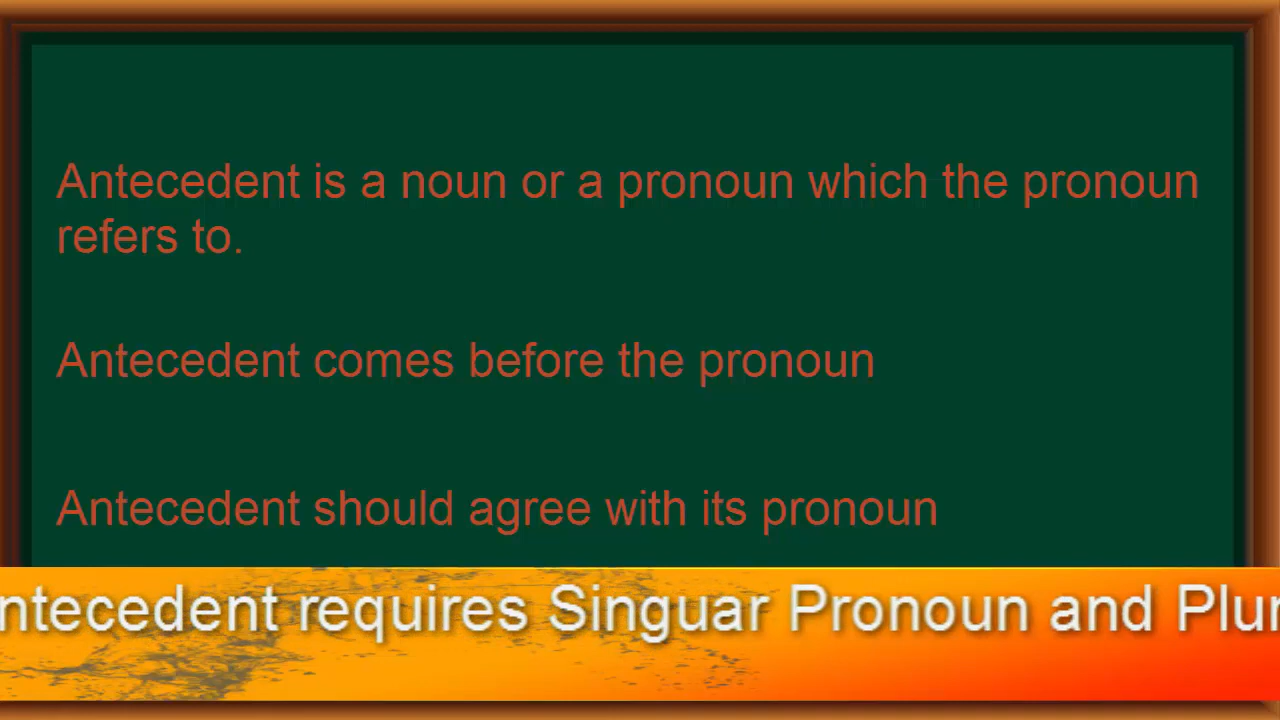 Antecedent is a noun or a pronoun which the pronoun
refers to.
Antecedent comes before the pronoun
Antecedent should agree with its pronoun
ntecedent requires Singuar Pronoun and Plur